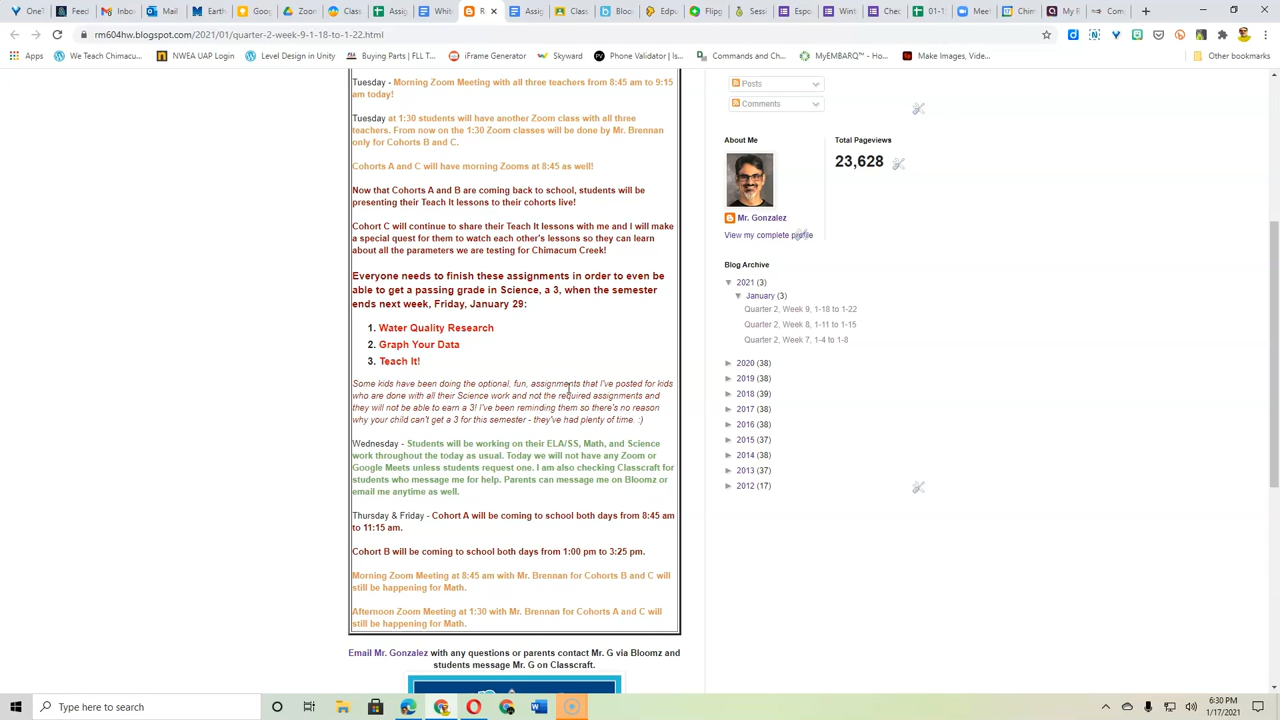 One
Mail
R
Com
01-1
Min
My E
rm604hw.blogspot.com/2021/01/quarter-2-week-9-1-18-to-1-22.html
Apps
We Teach Chimacu...
NWEA UAP Login
Level Design in Unity
Buying Parts | FLL T...
iFrame Generator
Skyward
Phone Validator | Is...
Commands and Ch...
MyEMBARQ™ - Ho...
Make Images, Vide...
Other bookmarks
Tuesday - Morning Zoom Meeting with all three teachers from 8:45 am to 9:15
am today!
Tuesday at 1:30 students will have another Zoom class with all three
teachers. From now on the 1:30 Zoom classes will be done by Mr. Brennan
only for Cohorts B and C.
Cohorts A and C will have morning Zooms at 8:45 as well!
Now that Cohorts A and B are coming back to school, students will be
presenting their Teach It lessons to their cohorts live!
Cohort C will continue to share their Teach It lessons with me and I will make
a special quest for them to watch each other's lessons so they can learn
about all the parameters we are testing for Chimacum Creek!
Everyone needs to finish these assignments in order to even be
able to get a passing grade in Science, a 3, when the semester
ends next week, Friday, January 29:
1. Water Quality Research
2. Graph Your Data
3. Teach It!
Some kids have been doing the optional, fun, assignments that I've posted for kids
who are done with all their Science work and not the required assignments and
they will not be able to earn a 3! I've been reminding them so there's no reason
why your child can't get a 3 for this semester - they've had plenty of time. :)
Wednesday - Students will be working on their ELA/SS, Math, and Science
work throughout the today as usual. Today we will not have any Zoom or
Google Meets unless students request one. I am also checking Classcraft for
students who message me for help. Parents can message me on Bloomz or
email me anytime as well.
Thursday & Friday - Cohort A will be coming to school both days from 8:45 am
to 11:15 am.
Cohort B will be coming to school both days from 1:00 pm to 3:25 pm.
Morning Zoom Meeting at 8:45 am with Mr. Brennan for Cohorts B and C will
still be happening for Math.
Afternoon Zoom Meeting at 1:30 with Mr. Brennan for Cohorts A and C will
still be happening for Math.
Email Mr. Gonzalez with any questions or parents contact Mr. G via Bloomz and
students message Mr. G on Classcraft.
Posts
Comments
About Me
Mr. Gonzalez
View my complete profile
Total Pageviews
23,628
Blog Archive
▼ 2021 (3)
▼ January (3)
Quarter 2, Week 9, 1-18 to 1-22
Quarter 2, Week 8, 1-11 to 1-15
Quarter 2, Week 7, 1-4 to 1-8
► 2020 (38)
► 2019 (38)
► 2018 (39)
► 2017 (38)
► 2016 (38)
► 2015 (37)
► 2014 (38)
► 2013 (37)
► 2012 (17)
Type here to search
6:30 PM
1/17/2021